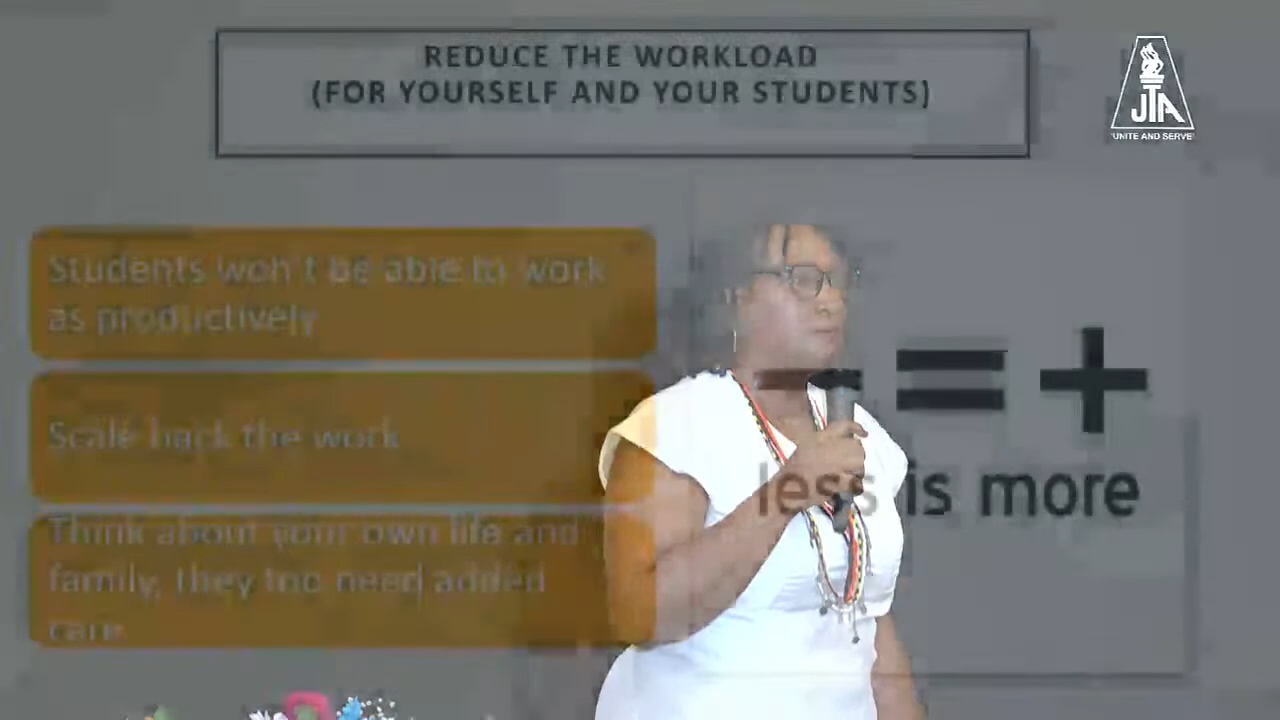 REDUCE THE WORKLOAD
(FOR YOURSELF AND YOUR STUDENTS)
JTA
'UNITE AND SERVE'
Students won't be able to work
as productively
Scale back the work
Think about your own life and
family, they too need added
care.
- = +
less is more